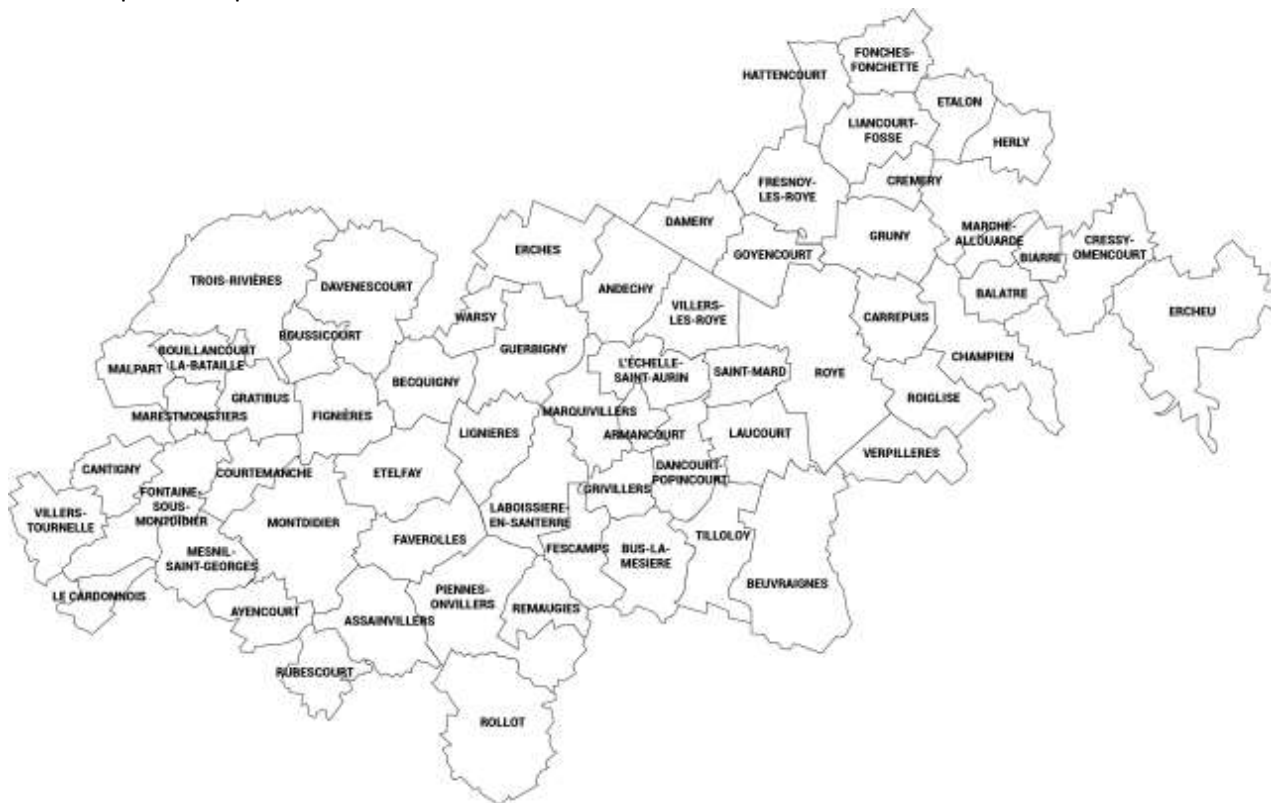 FONCHES-
FONCHETTE
HATTENCOURT
ETALON
LIANCOURT-
FOSSE
HERLY
CREMERY
FRESNOY-
LES-ROYE
DAMERY
GRUNY
MARCHE-
ALLOUARDE
CRESSY-
OMENCOURT
BIARRE
ERCHES
GOYENCOURT
TROIS-RIVIÈRES
DAVENESCOURT
ANDECHY
BALATRE
VILLERS-
LES-ROYE
ERCHEU
WARSY
CARREPUIS
BOUSSICOURT
GUERBIGNY
BOUILLANCOURT
-LA-BATAILLE
MALPART
L'ÉCHELLE-
SAINT-AURIN
CHAMPIEN
SAINT-MARD
ROYE
BECQUIGNY
GRATIBUS
ROIGLISE
MARESTMONSTIERS
FIGNIÈRES
MARQUIVILLERS
LIGNIERES
ARMANCOURT
LAUCOURT
VERPILLERES
CANTIGNY
COURTEMANCHE
ETELFAY
DANCOURT-
POPINCOURT
GRIVILLERS
FONTAINE-
SOUS-
MONTDIDIER
VILLERS-
TOURNELLE
MONTDIDIER
LABOISSIERE-
EN-SANTERRE
TILLOLOY
FAVEROLLES
MESNIL-
SAINT-GEORGES
FESCAMPS
BUS-LA-
MESIERE
BEUVRAIGNES
LE CARDONNOIS
PIENNES-
ONVILLERS
REMAUGIES
AYENCOURT
ASSAINVILLERS
RUBESCOURT
ROLLOT